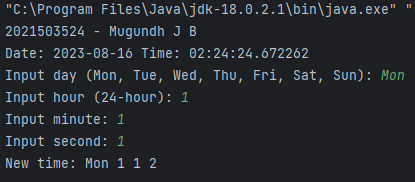 "C:\Program Files\Java\jdk-18.0.2.1\bin\java.exe" "
2021503524 - Mugundh J B
Date: 2023-08-16 Time: 02:24:24.672262
Input day (Mon, Tue, Wed, Thu, Fri, Sat, Sun): Mon
Input hour (24-hour): 1
Input minute: 1
Input second: 1
New time: Mon 1 1 2